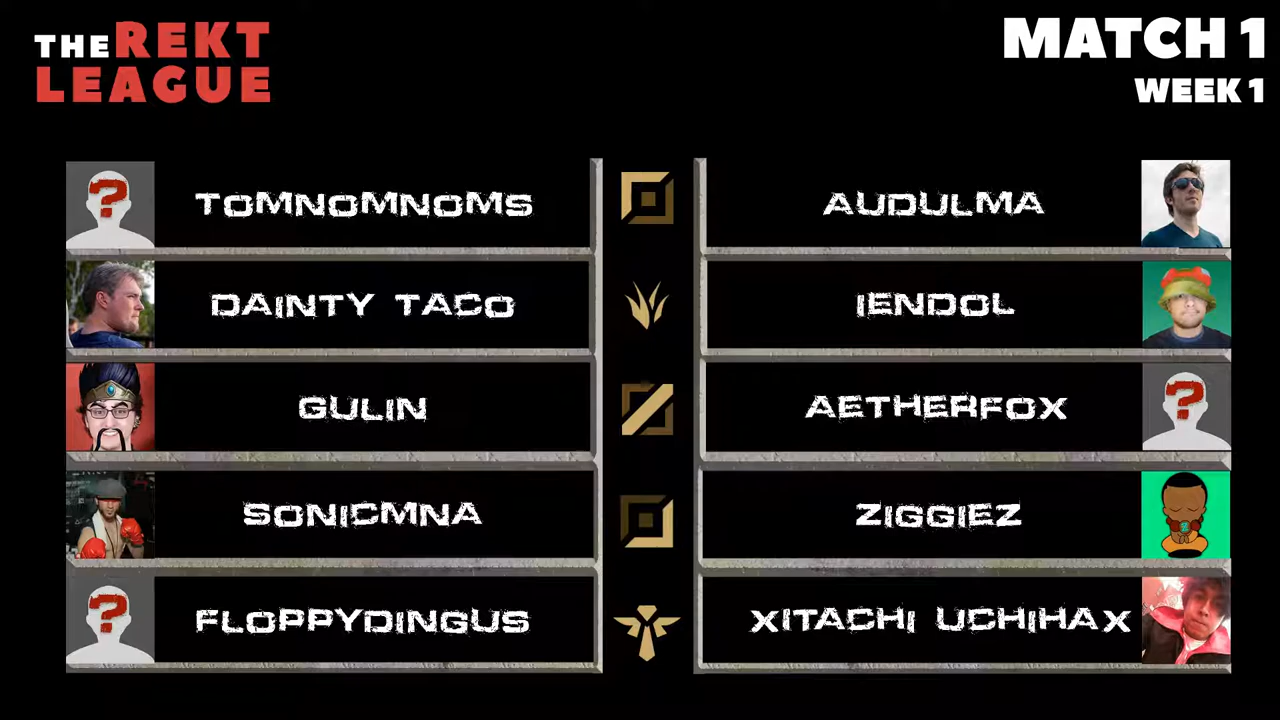 THE REKT
LEAGUE
MATCH 1
WEEK 1
TOMNOMNOMS
AUDULMA
DAINTY TACO
IENDOL
GULIN
AETHERFOX
SONICMNA
ZIGGIEZ
FLOPPYDINGUS
XITACHI UCHIHAX